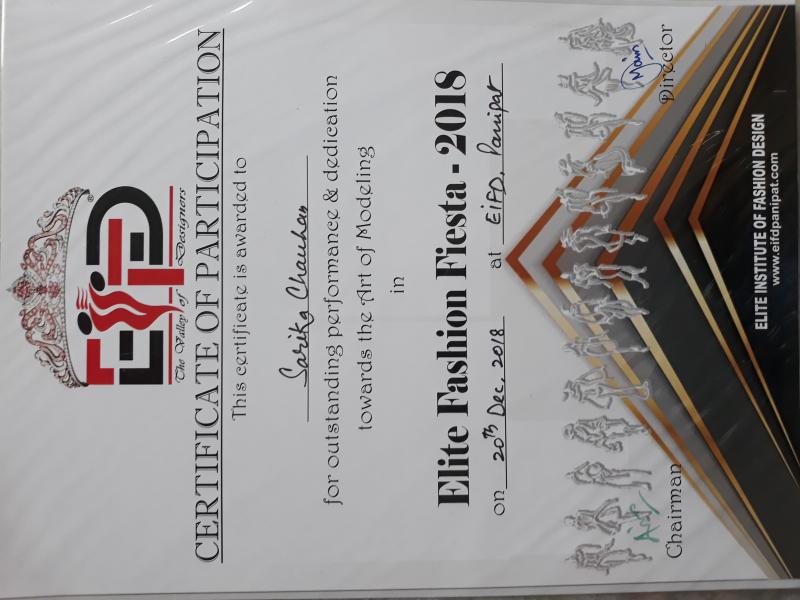 EIFD
®
The Valley of Designers
CERTIFICATE OF PARTICIPATION
This certificate is awarded to
Sarika Chauhan
for outstanding performance & dedication
towards the Art of Modeling
in
Elite Fashion Fiesta - 2018
on 20th Dec. 2018 at EIFD, Panipat
Chairman Director
ELITE INSTITUTE OF FASHION DESIGN
www.eifdpanipat.com